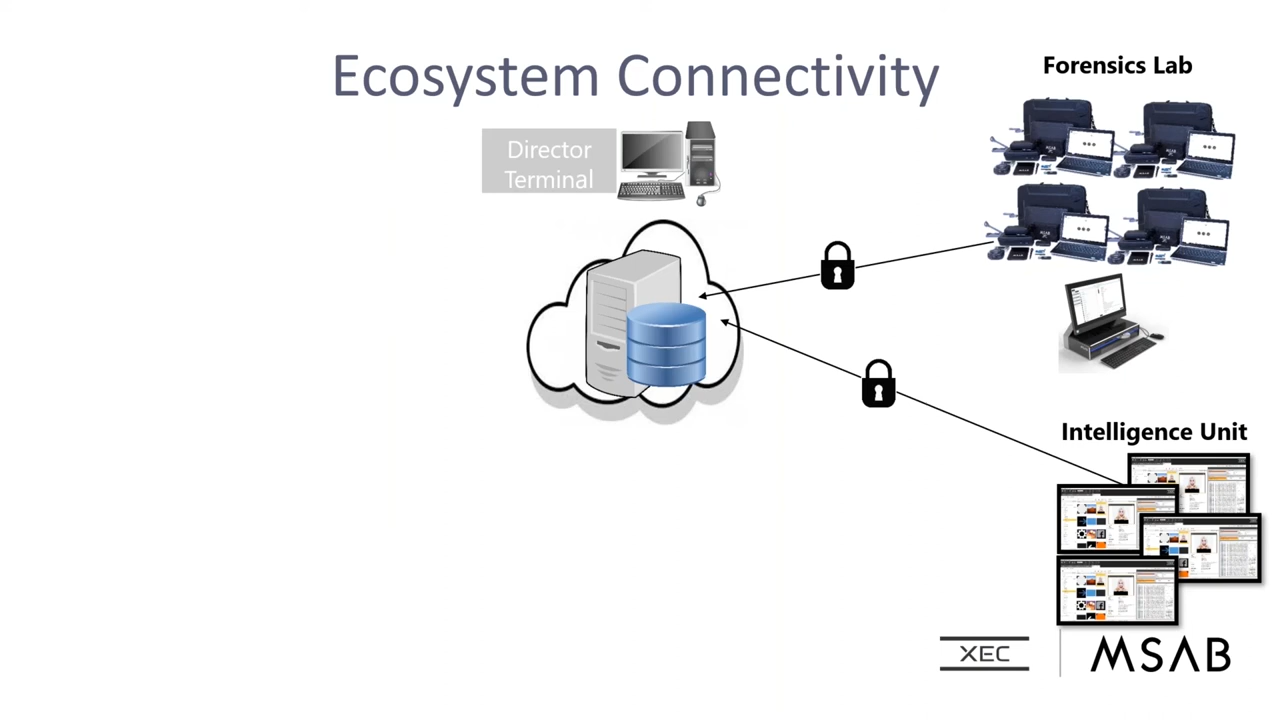 Ecosystem Connectivity
Forensics Lab
Director
Terminal
Intelligence Unit
XEC
MSAB